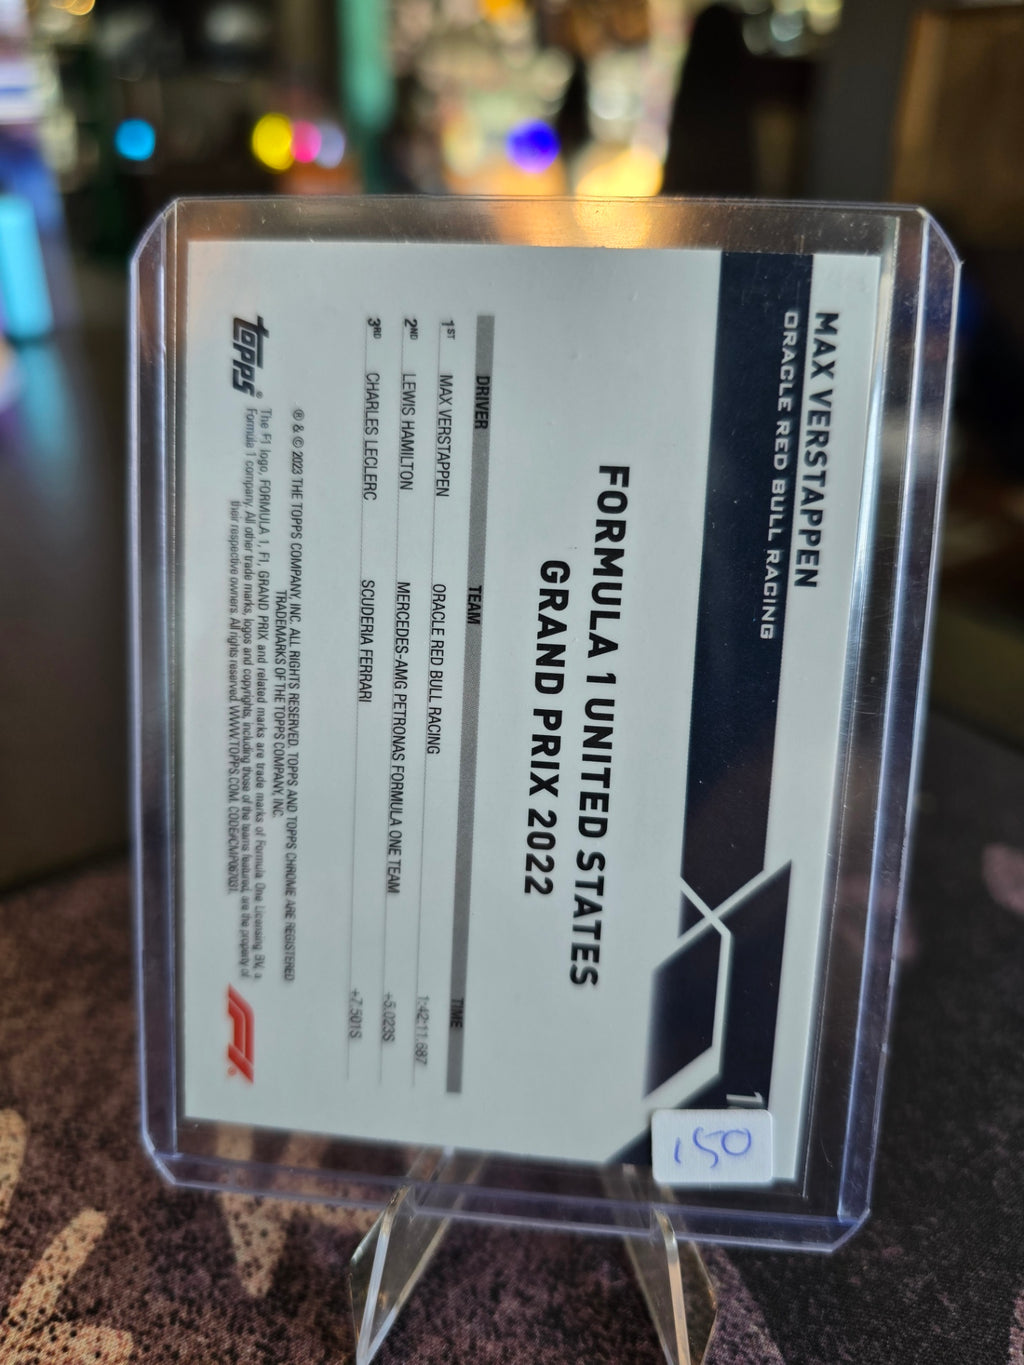 MAX VERSTAPPEN
ORACLE RED BULL RACING
FORMULA 1 UNITED STATES
GRAND PRIX 2022
DRIVER TEAM TIME
1ST MAX VERSTAPPEN ORACLE RED BULL RACING 1:42:11.687
2ND LEWIS HAMILTON MERCEDES-AMG PETRONAS FORMULA ONE TEAM +5.023S
3RD CHARLES LECLERC SCUDERIA FERRARI +7.501S
® & © 2023 THE TOPPS COMPANY, INC. ALL RIGHTS RESERVED. TOPPS AND TOPPS CHROME ARE REGISTERED
TRADEMARKS OF THE TOPPS COMPANY, INC.
The F1 logo, FORMULA 1, F1, GRAND PRIX and related marks are trade marks of Formula One Licensing BV, a
Formula 1 company. All other trade marks, logos and copyrights, including those of the teams featured, are the property of
their respective owners. All rights reserved. WWW.TOPPS.COM. CODE#CMP067031
topps®
F1®
150